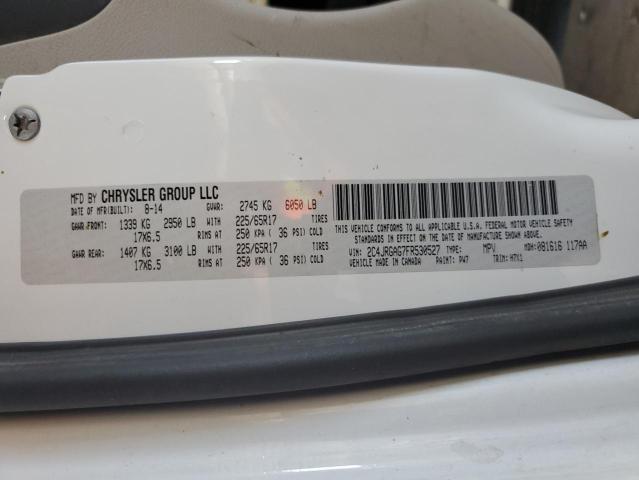 MFD BY CHRYSLER GROUP LLC
DATE OF MFR(BUILT): 8-14 GVWR: 2745 KG 6050 LB
GAWR FRONT: 1339 KG 2950 LB WITH 225/65R17 TIRES
17X6.5 RIMS AT 250 KPA ( 36 PSI) COLD
GAWR REAR: 1407 KG 3100 LB WITH 225/65R17 TIRES
17X6.5 RIMS AT 250 KPA ( 36 PSI) COLD
THIS VEHICLE CONFORMS TO ALL APPLICABLE U.S.A. FEDERAL MOTOR VEHICLE SAFETY
STANDARDS IN EFFECT ON THE DATE OF MANUFACTURE SHOWN ABOVE.
VIN: 2C4JRGAG7FR530527 TYPE: MPV MDH: 081616 117AA
VEHICLE MADE IN CANADA PAINT: PW7 TRIM: H7X1